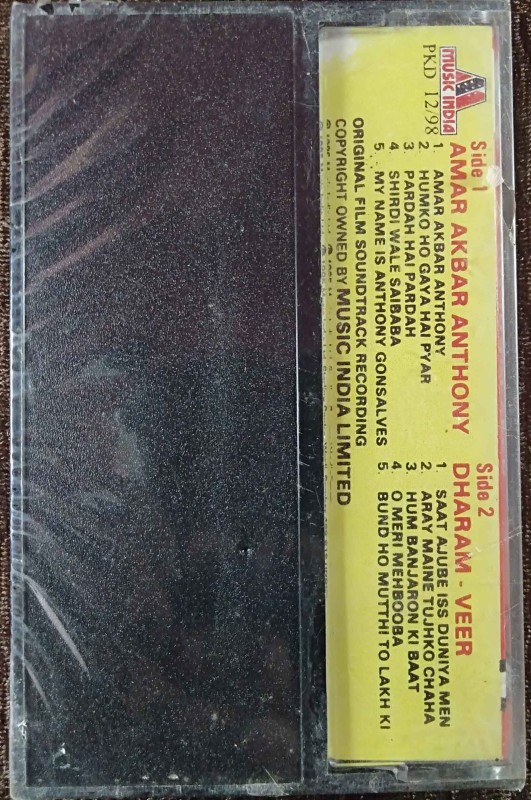 MUSIC INDIA
PKD 12/98
Side 1
AMAR AKBAR ANTHONY
1. AMAR AKBAR ANTHONY
2. HUMKO HO GAYA HAI PYAR
3. PARDAH HAI PARDAH
4. SHIRDI WALE SAIBABA
5. MY NAME IS ANTHONY GONSALVES
Side 2
DHARAM - VEER
1. SAAT AJUBE ISS DUNIYA MEN
2. ARAY MAINE TUJHKO CHAHA
3. HUM BANJARON KI BAAT
4. O MERI MEHBOOBA
5. BUND HO MUTTHI TO LAKH KI
ORIGINAL FILM SOUNDTRACK RECORDING
COPYRIGHT OWNED BY MUSIC INDIA LIMITED